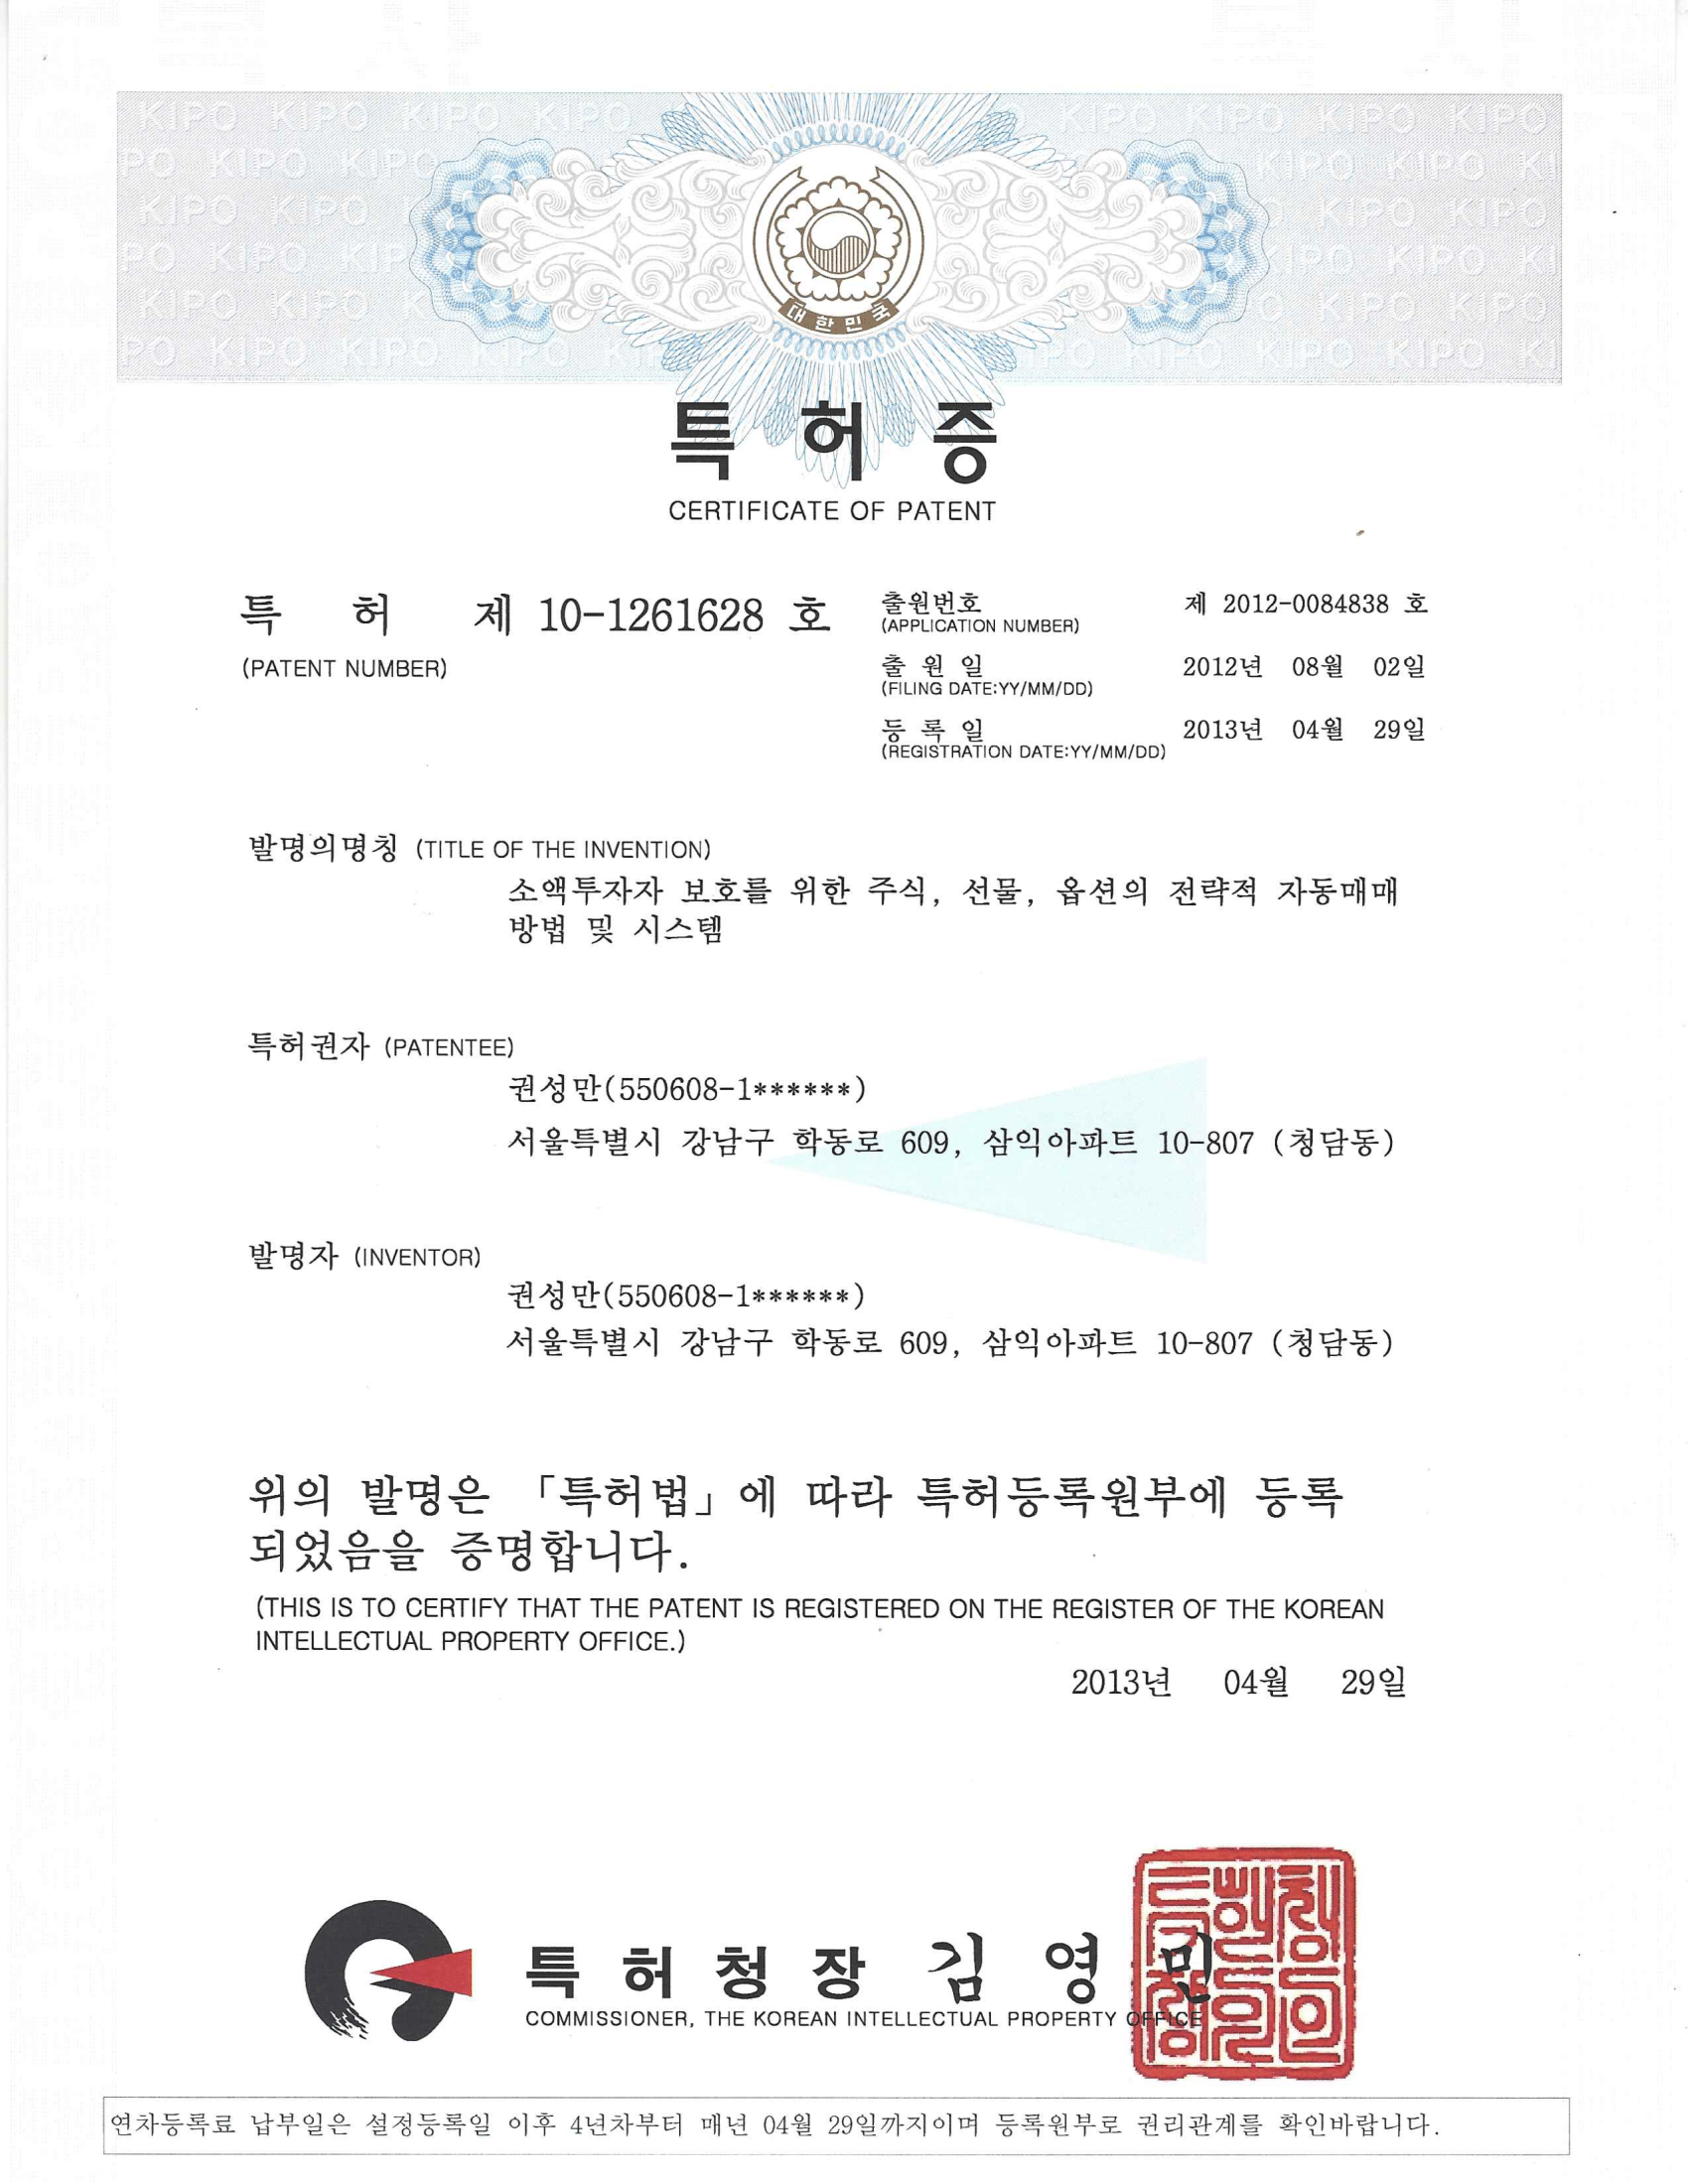 KIPO KIPO KIPO KIPO KIPO KIPO KIPO KIPO
대한민국
특허증
CERTIFICATE OF PATENT
특 허 제 10-1261628 호
(PATENT NUMBER)
출원번호 제 2012-0084838 호
(APPLICATION NUMBER)
출 원 일 2012년 08월 02일
(FILING DATE:YY/MM/DD)
등 록 일 2013년 04월 29일
(REGISTRATION DATE:YY/MM/DD)
발명의명칭 (TITLE OF THE INVENTION)
소액투자자 보호를 위한 주식, 선물, 옵션의 전략적 자동매매
방법 및 시스템
특허권자 (PATENTEE)
권성만(550608-1******)
서울특별시 강남구 학동로 609, 삼익아파트 10-807 (청담동)
발명자 (INVENTOR)
권성만(550608-1******)
서울특별시 강남구 학동로 609, 삼익아파트 10-807 (청담동)
위의 발명은 「특허법」에 따라 특허등록원부에 등록
되었음을 증명합니다.
(THIS IS TO CERTIFY THAT THE PATENT IS REGISTERED ON THE REGISTER OF THE KOREAN
INTELLECTUAL PROPERTY OFFICE.)
2013년 04월 29일
특허청장 김영민
COMMISSIONER, THE KOREAN INTELLECTUAL PROPERTY OFFICE
연차등록료 납부일은 설정등록일 이후 4년차부터 매년 04월 29일까지이며 등록원부로 권리관계를 확인바랍니다.